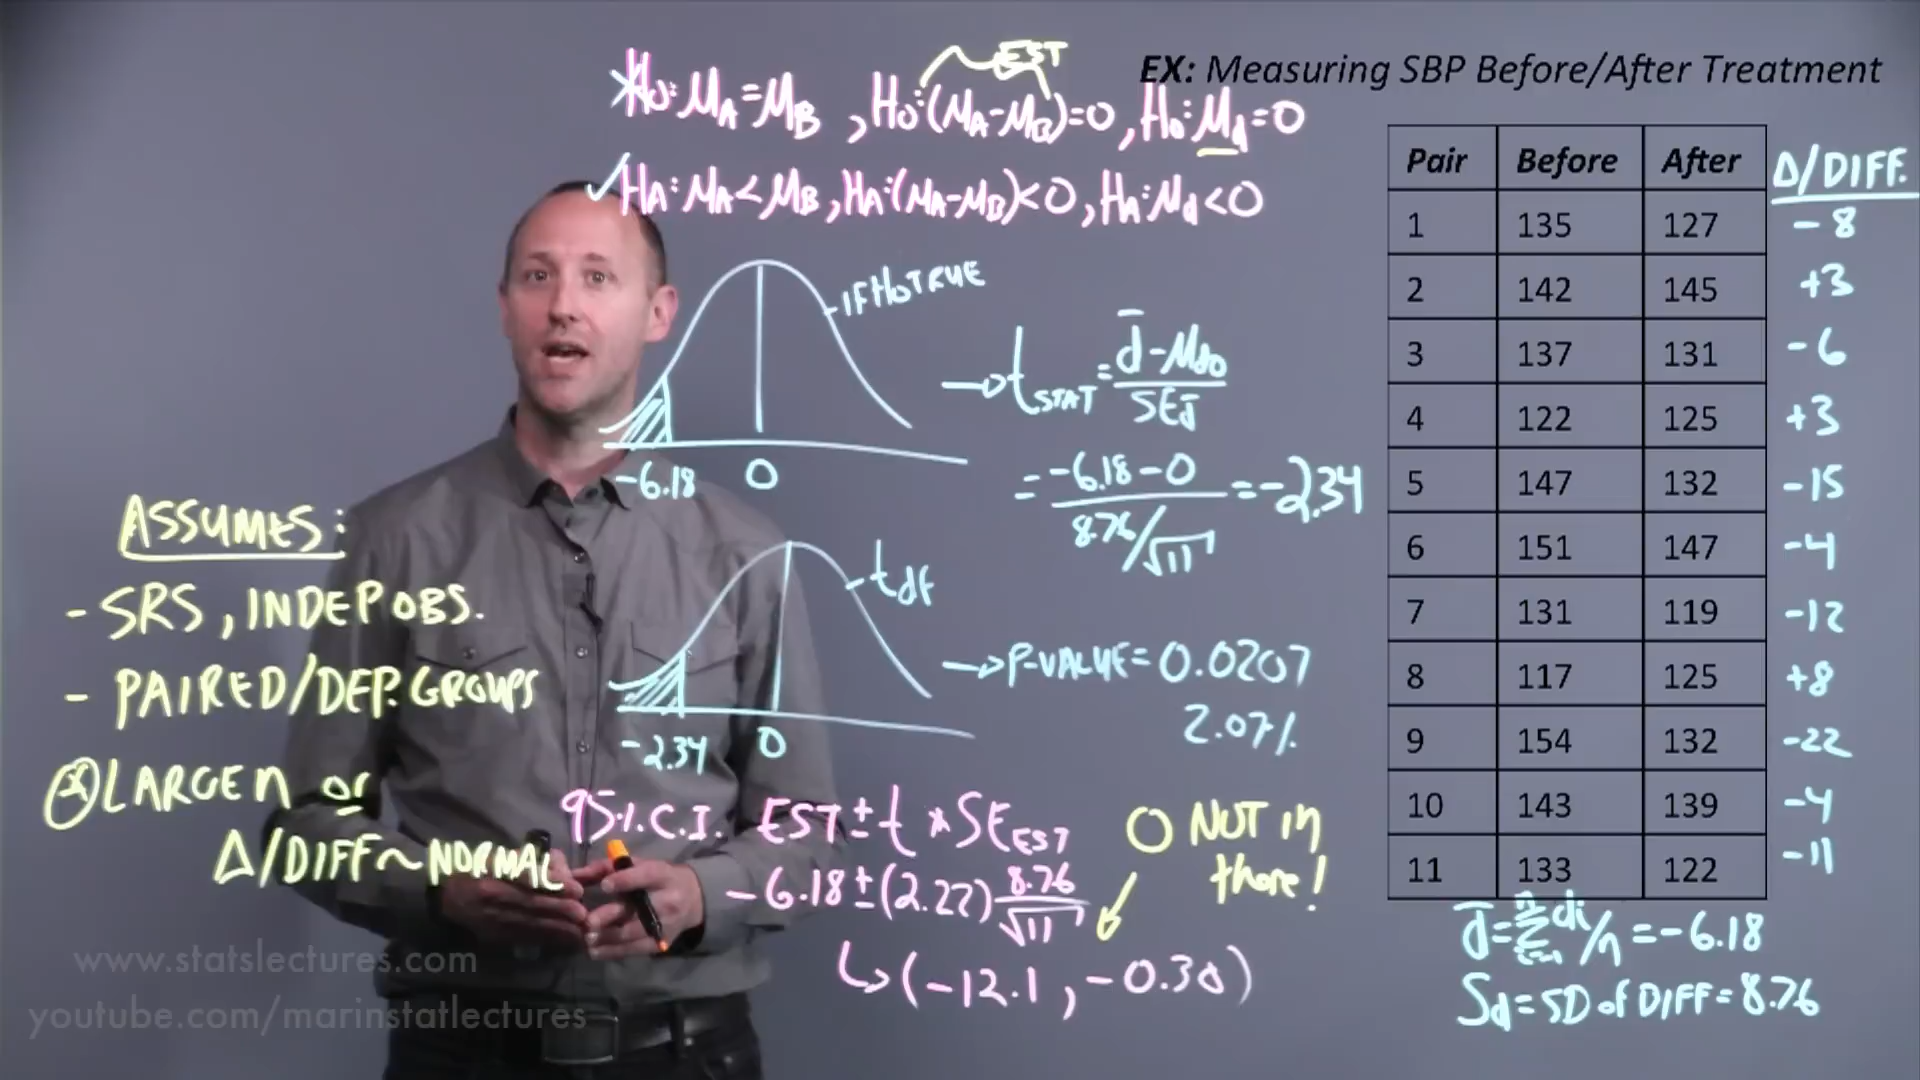 EX: Measuring SBP Before/After Treatment
EST
H₀: μA = μB , H₀: (μA-μB)=0 , H₀: μd=0
✓ HA: μA < μB , HA: (μA-μB)<0 , HA: μd<0
IF H₀ TRUE
-6.18 0
→ tSTAT = d̄-μd0 / SEd̄
= -6.18-0 / 8.76/√11 = -2.34
tdf
-2.34 0
→ P-VALUE = 0.0207
2.07%
ASSUMES:
- SRS, INDEP OBS.
- PAIRED/DEP. GROUPS
LARGE n or
Δ/DIFF ~ NORMAL
95% C.I. EST ± t * SE EST
-6.18 ± (2.22) 8.76/√11
↳ (-12.1, -0.30)
0 NOT in
there!
Pair Before After Δ/DIFF.
1 135 127 -8
2 142 145 +3
3 137 131 -6
4 122 125 +3
5 147 132 -15
6 151 147 -4
7 131 119 -12
8 117 125 +8
9 154 132 -22
10 143 139 -4
11 133 122 -11
d̄ = Σ di/n = -6.18
Sd = SD of DIFF = 8.76
www.statslectures.com
youtube.com/marinstatlectures